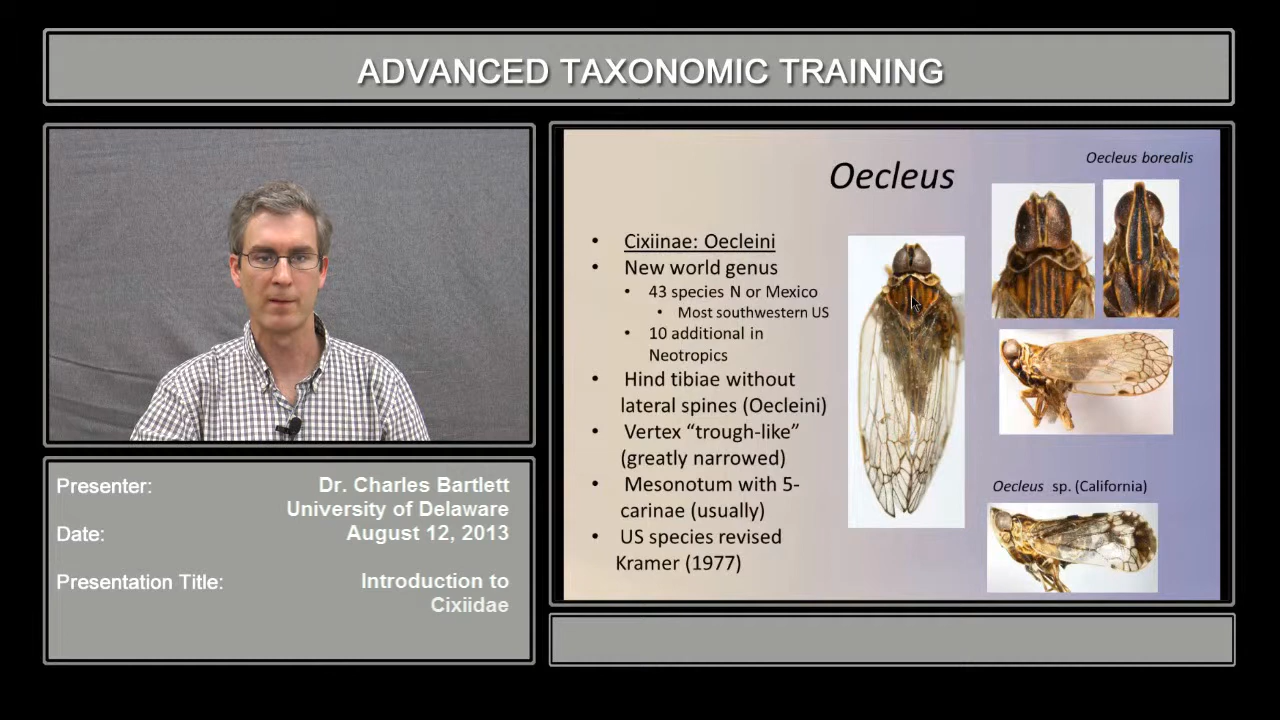 ADVANCED TAXONOMIC TRAINING
Presenter: Dr. Charles Bartlett
University of Delaware
Date: August 12, 2013
Presentation Title: Introduction to
Cixiidae
Oecleus
Oecleus borealis
• Cixiinae: Oecleini
• New world genus
• 43 species N or Mexico
• Most southwestern US
• 10 additional in
Neotropics
• Hind tibiae without
lateral spines (Oecleini)
• Vertex “trough-like”
(greatly narrowed)
• Mesonotum with 5-
carinae (usually)
• US species revised
Kramer (1977)
Oecleus sp. (California)